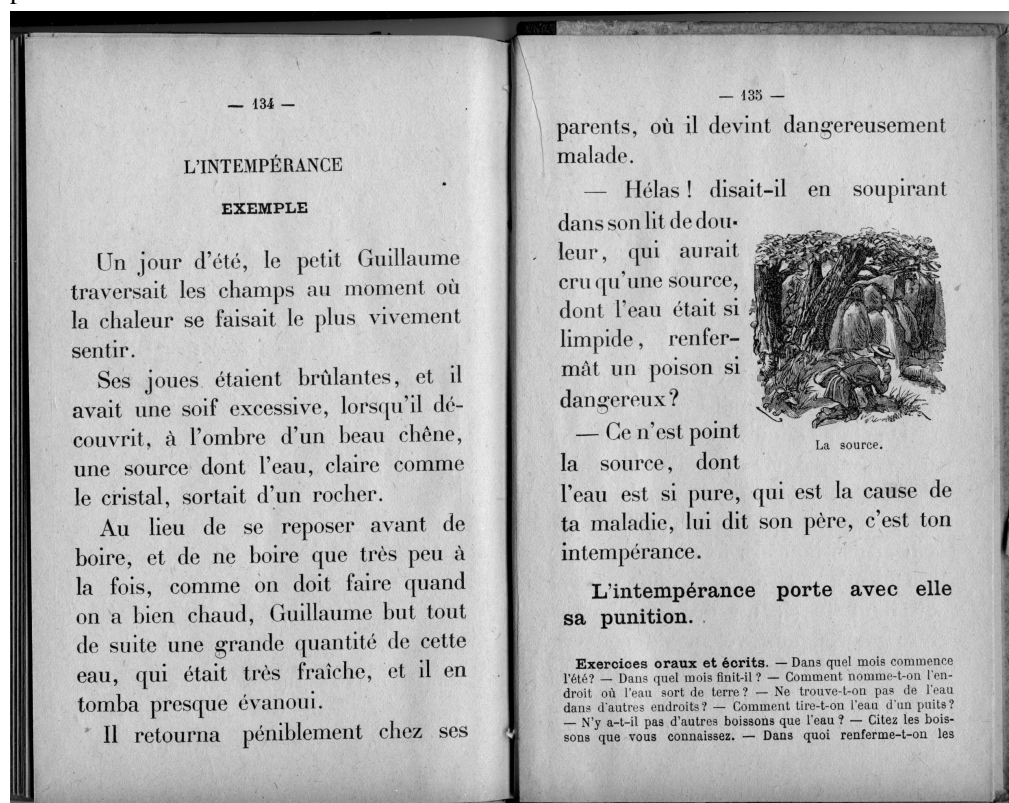 — 134 —
L'INTEMPÉRANCE
EXEMPLE
Un jour d'été, le petit Guillaume
traversait les champs au moment où
la chaleur se faisait le plus vivement
sentir.
Ses joues étaient brûlantes, et il
avait une soif excessive, lorsqu'il dé-
couvrit, à l'ombre d'un beau chêne,
une source dont l'eau, claire comme
le cristal, sortait d'un rocher.
Au lieu de se reposer avant de
boire, et de ne boire que très peu à
la fois, comme on doit faire quand
on a bien chaud, Guillaume but tout
de suite une grande quantité de cette
eau, qui était très fraîche, et il en
tomba presque évanoui.
Il retourna péniblement chez ses
— 135 —
parents, où il devint dangereusement
malade.
— Hélas ! disait-il en soupirant
dans son lit de dou-
leur, qui aurait
cru qu'une source,
dont l'eau était si
limpide, renfer-
mât un poison si
dangereux ?
— Ce n'est point
la source, dont
La source.
l'eau est si pure, qui est la cause de
ta maladie, lui dit son père, c'est ton
intempérance.
L'intempérance porte avec elle
sa punition.
Exercices oraux et écrits. — Dans quel mois commence
l'été? — Dans quel mois finit-il ? — Comment nomme-t-on l'en-
droit où l'eau sort de terre ? — Ne trouve-t-on pas de l'eau
dans d'autres endroits ? — Comment tire-t-on l'eau d'un puits ?
— N'y a-t-il pas d'autres boissons que l'eau ? — Citez les bois-
sons que vous connaissez. — Dans quoi renferme-t-on les